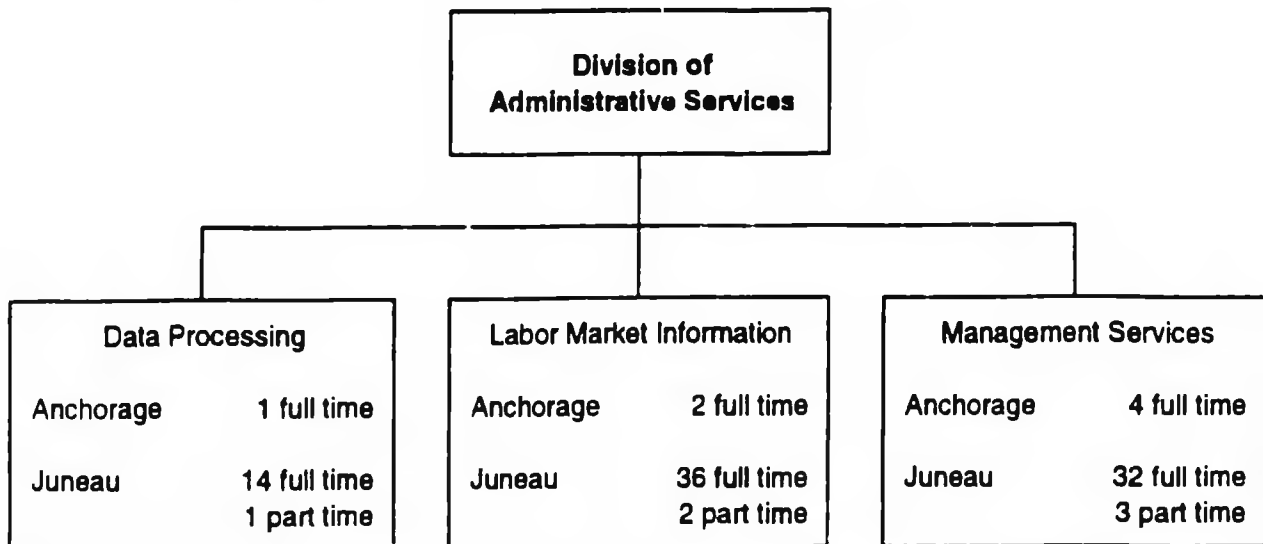 Division of
Administrative Services
Data Processing
Anchorage 1 full time
Juneau 14 full time
1 part time
Labor Market Information
Anchorage 2 full time
Juneau 36 full time
2 part time
Management Services
Anchorage 4 full time
Juneau 32 full time
3 part time